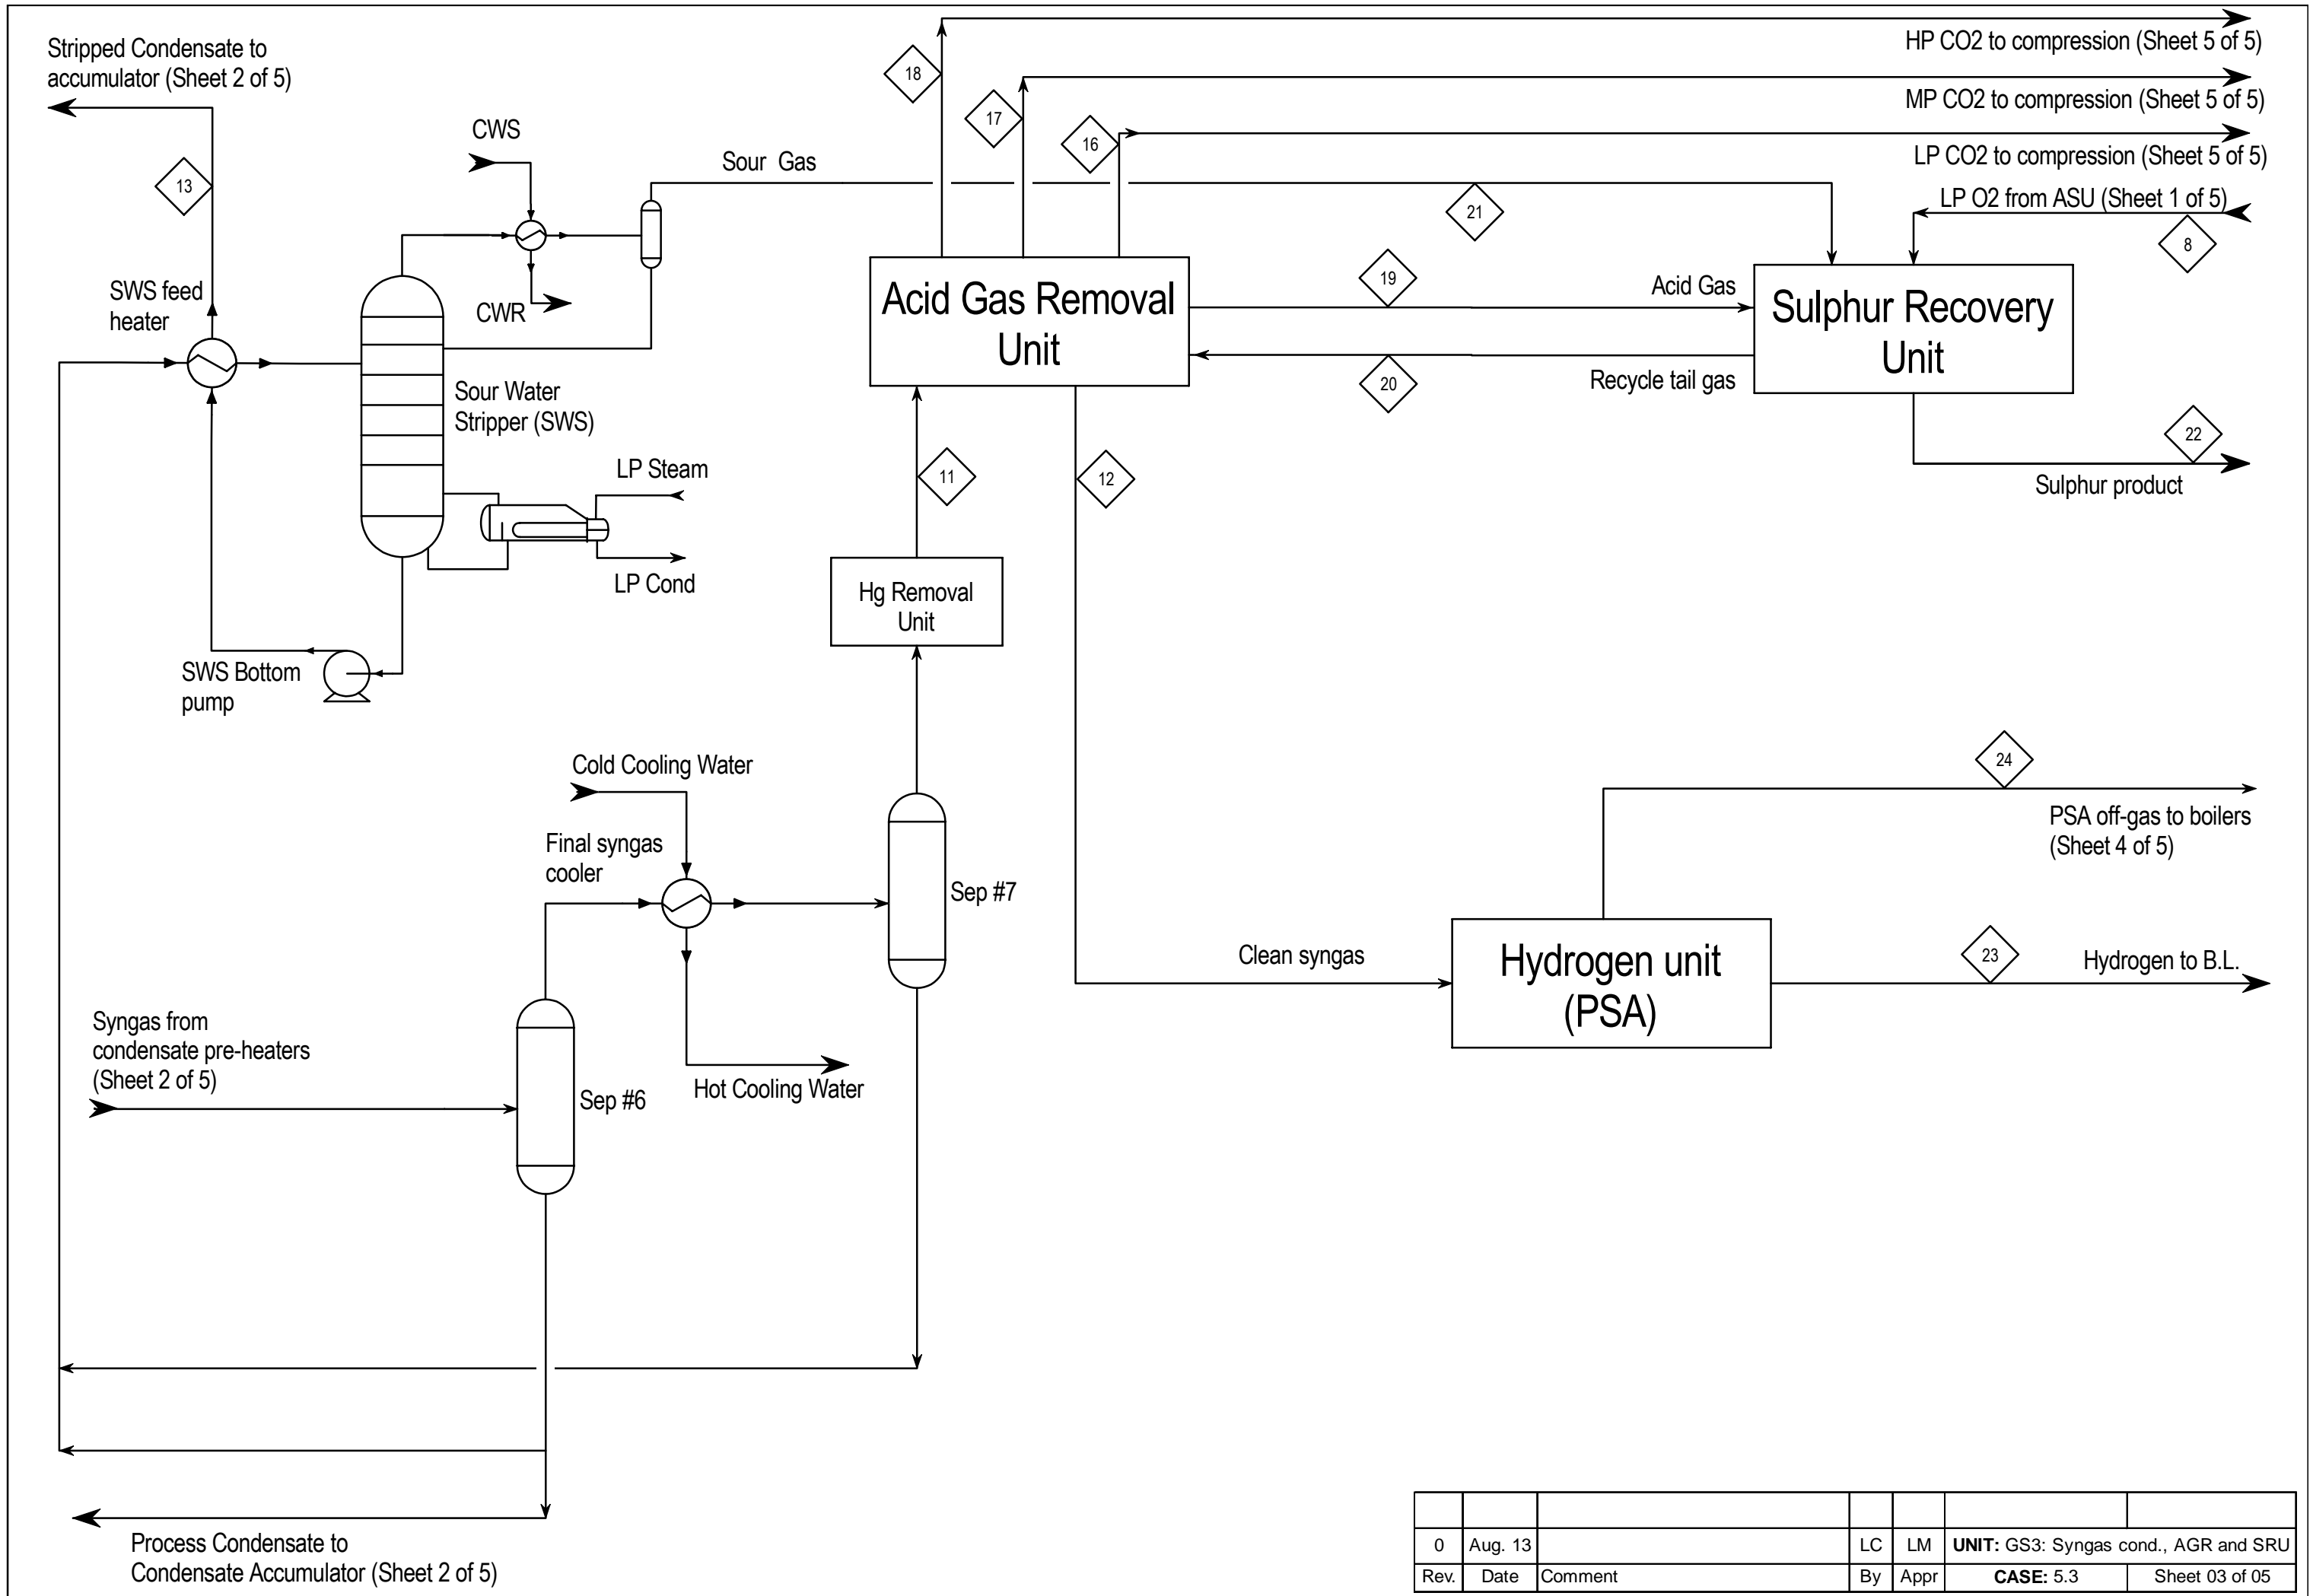 HP CO2 to compression (Sheet 5 of 5)
Stripped Condensate to
accumulator (Sheet 2 of 5)
18
MP CO2 to compression (Sheet 5 of 5)
17
CWS
16
LP CO2 to compression (Sheet 5 of 5)
Sour Gas
13
LP O2 from ASU (Sheet 1 of 5)
21
8
SWS feed
heater
CWR
Acid Gas Removal
Unit
19
Acid Gas
Sulphur Recovery
Unit
20
Recycle tail gas
Sour Water
Stripper (SWS)
22
Sulphur product
LP Steam
11
12
LP Cond
Hg Removal
Unit
SWS Bottom
pump
Cold Cooling Water
24
PSA off-gas to boilers
(Sheet 4 of 5)
Final syngas
cooler
Sep #7
Clean syngas
Hydrogen unit
(PSA)
23
Hydrogen to B.L.
Syngas from
condensate pre-heaters
(Sheet 2 of 5)
Sep #6
Hot Cooling Water
Process Condensate to
Condensate Accumulator (Sheet 2 of 5)
0 Aug. 13 LC LM UNIT: GS3: Syngas cond., AGR and SRU
Rev. Date Comment By Appr CASE: 5.3 Sheet 03 of 05